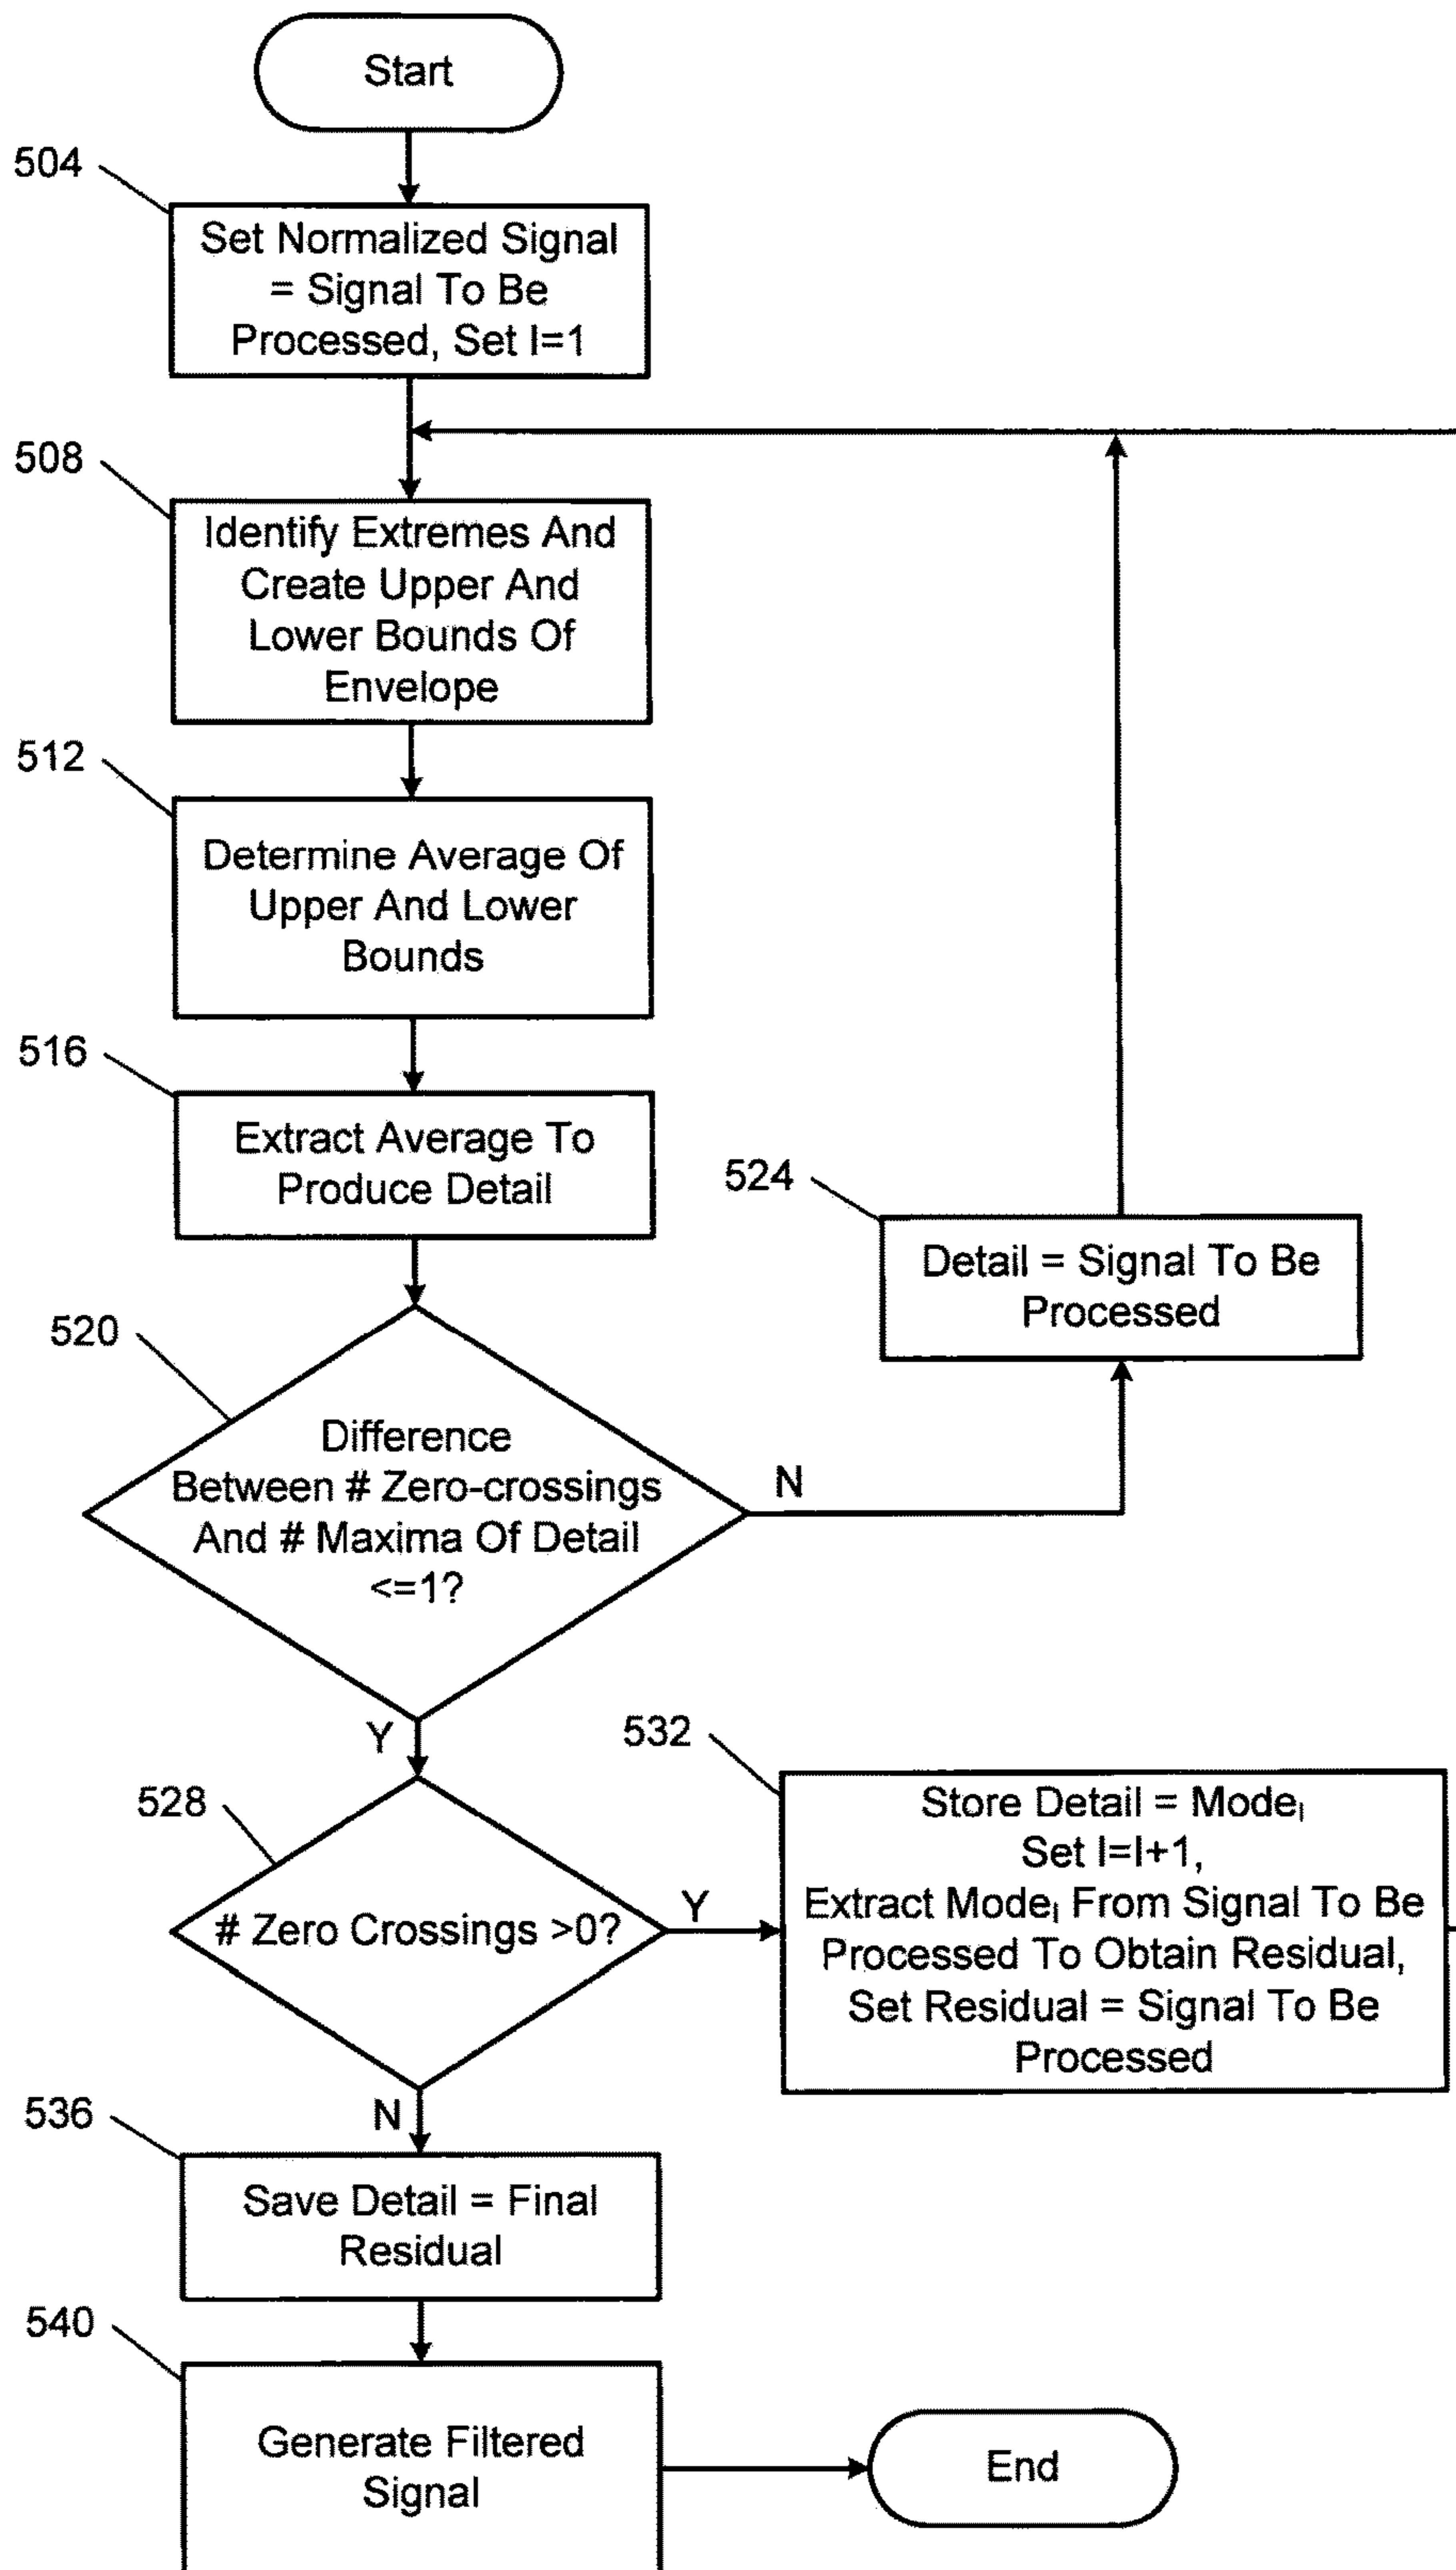 Start
504
Set Normalized Signal
= Signal To Be
Processed, Set I=1
508
Identify Extremes And
Create Upper And
Lower Bounds Of
Envelope
512
Determine Average Of
Upper And Lower
Bounds
516
Extract Average To
Produce Detail
524
Detail = Signal To Be
Processed
520
Difference
Between # Zero-crossings
And # Maxima Of Detail
<=1?
N
Y
528
# Zero Crossings >0?
Y
532
Store Detail = ModeI
Set I=I+1,
Extract ModeI From Signal To Be
Processed To Obtain Residual,
Set Residual = Signal To Be
Processed
N
536
Save Detail = Final
Residual
540
Generate Filtered
Signal
End